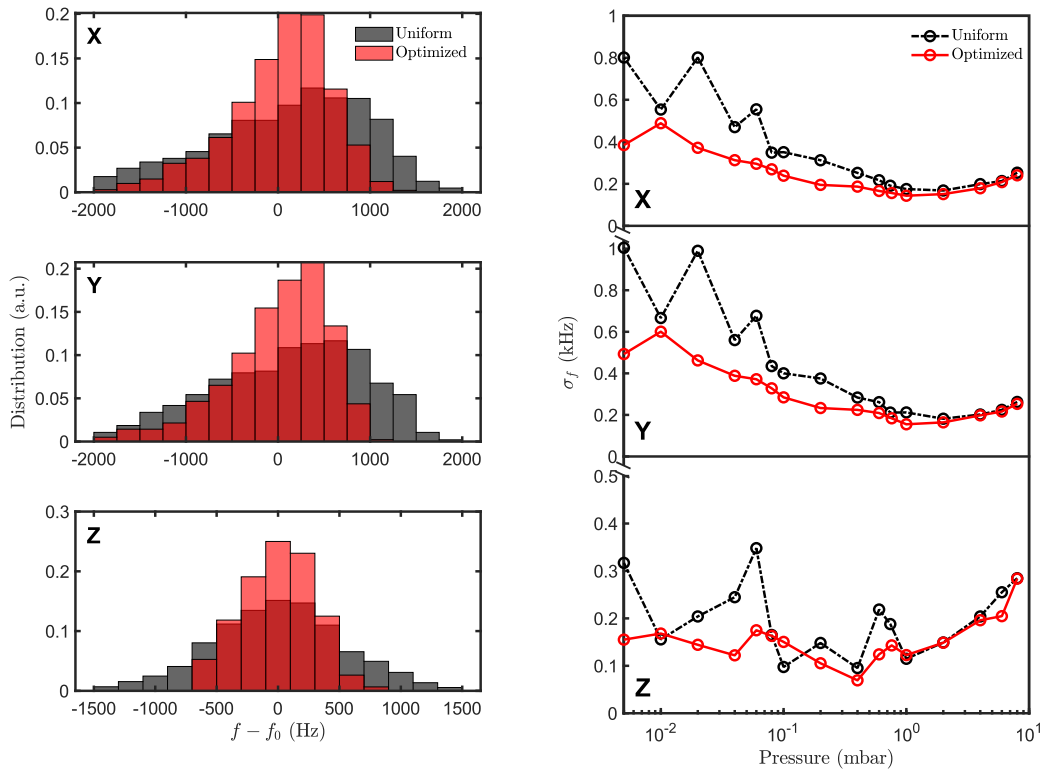 X
Uniform
Optimized
0.2
0.15
0.1
0.05
0
-2000 -1000 0 1000 2000
Y
0.2
0.15
0.1
0.05
0
-2000 -1000 0 1000 2000
Distribution (a.u.)
Z
0.3
0.2
0.1
0
-1500 -1000 -500 0 500 1000 1500
f − f₀ (Hz)
Uniform
Optimized
1
0.8
0.6
0.4
0.2
X
1
0.8
0.6
0.4
0.2
0
Y
σ_f (kHz)
0.5
0.4
0.3
0.2
0.1
0
Z
10⁻² 10⁻¹ 10⁰ 10¹
Pressure (mbar)